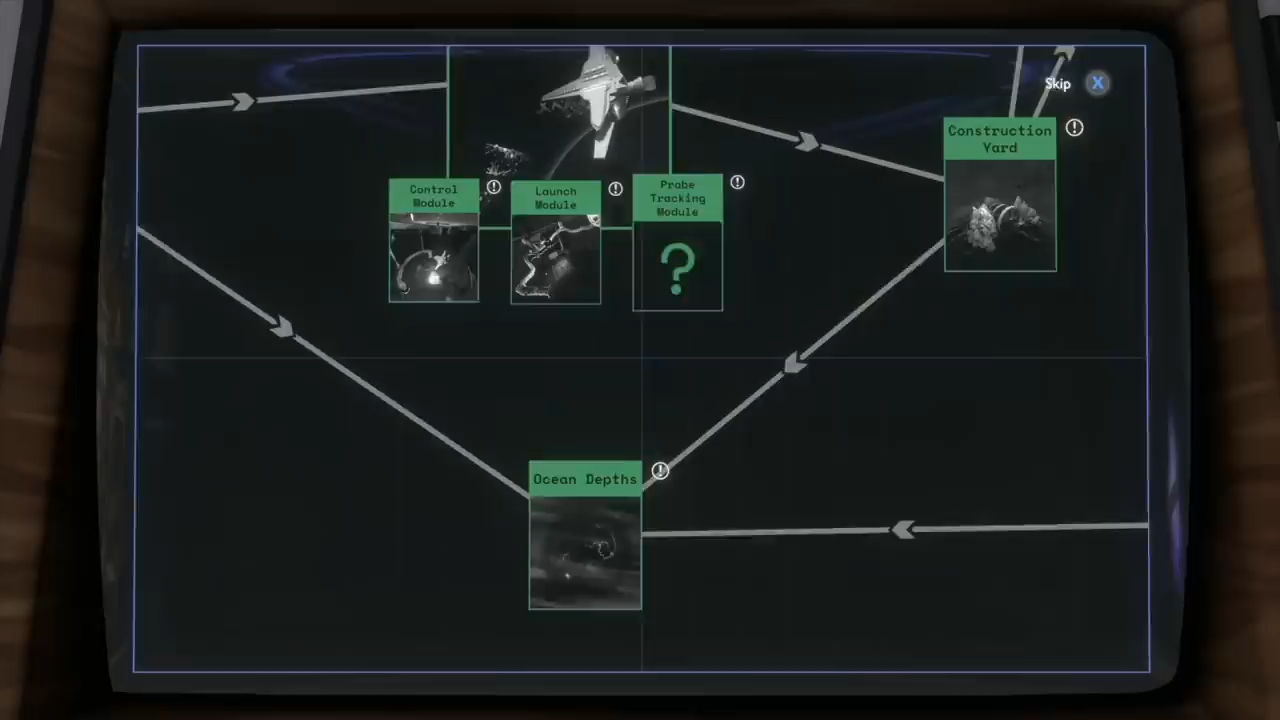 Skip X
Construction
Yard
Control
Module
Launch
Module
Probe
Tracking
Module
?
Ocean Depths